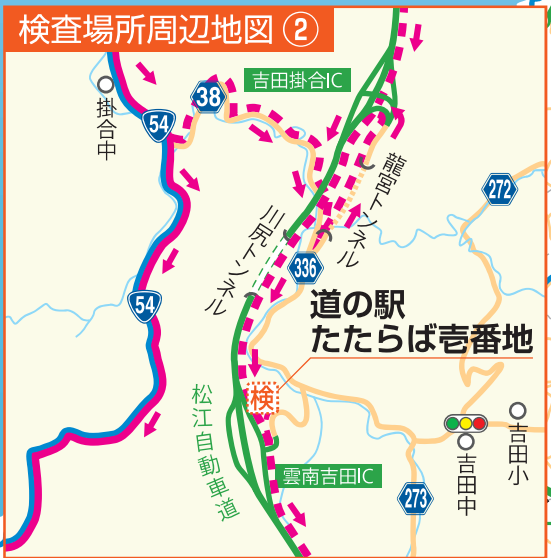 検査場所周辺地図 ②
吉田掛合IC
38
54
掛合中
龍宮トンネル
272
川尻トンネル
336
54
道の駅
たたらば壱番地
検
松江自動車道
吉田小
吉田中
雲南吉田IC
273